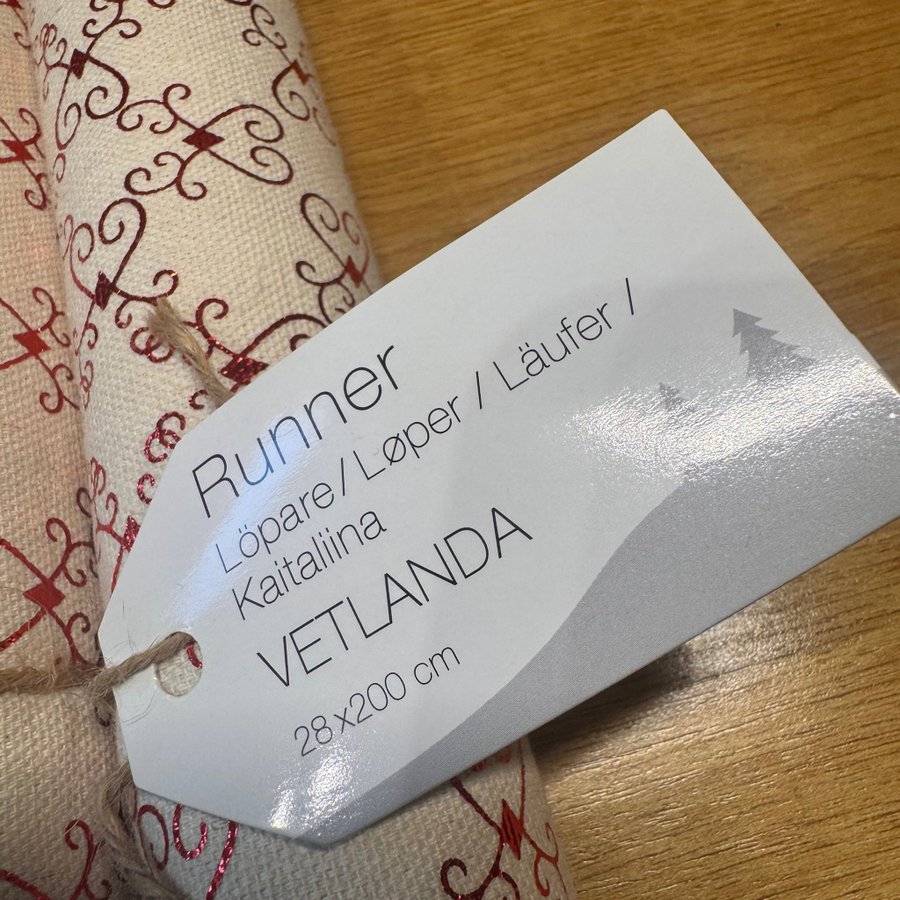 Runner
Löpare / Løper / Läufer /
Kaitaliina
VETLANDA
28x200 cm